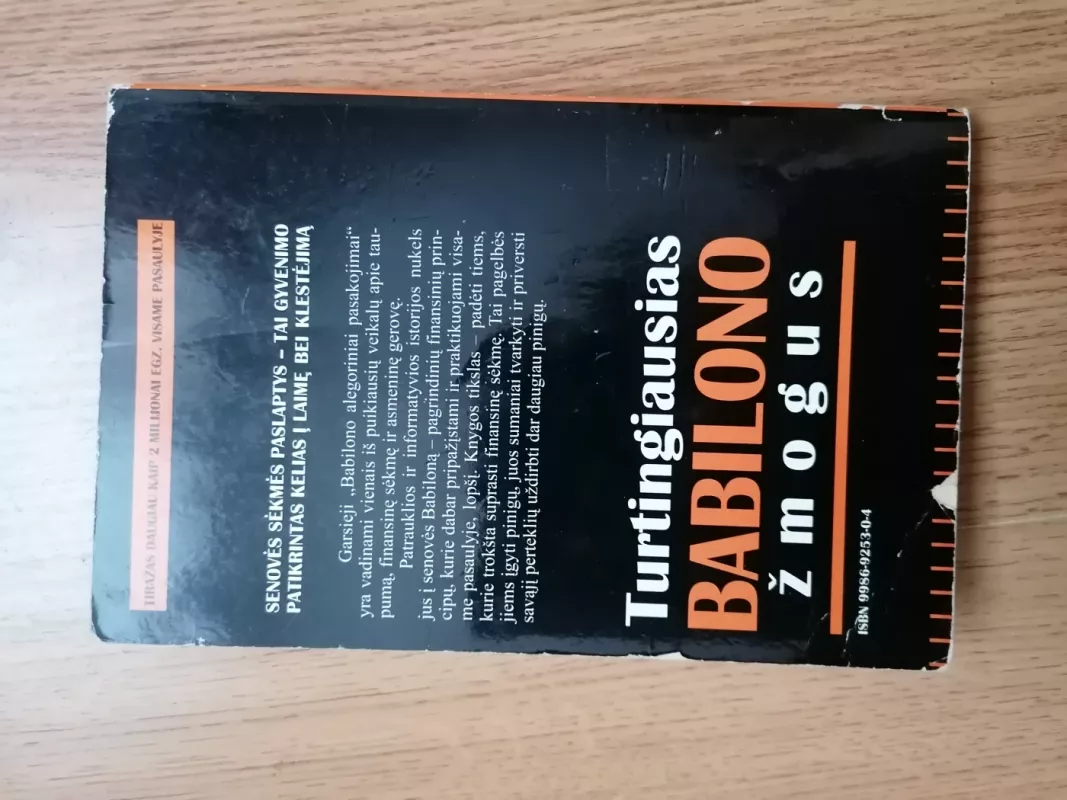 TIRAŽAS DAUGIAU KAIP 2 MILIJONAI EGZ. VISAME PASAULYJE
SENOVĖS SĖKMĖS PASLAPTYS – TAI GYVENIMO
PATIKRINTAS KELIAS Į LAIMĘ BEI KLESTĖJIMĄ
Garsieji „Babilono alegoriniai pasakojimai“
yra vadinami vienais iš puikiausių veikalų apie tau-
pumą, finansinę sėkmę ir asmeninę gerovę.
Patrauklios ir informatyvios istorijos nukels
jus į senovės Babiloną – pagrindinių finansinių prin-
cipų, kurie dabar pripažįstami ir praktikuojami visa-
me pasaulyje, lopšį. Knygos tikslas – padėti tiems,
kurie trokšta suprasti finansinę sėkmę. Tai pagelbės
jiems įgyti pinigų, juos sumaniai tvarkyti ir priversti
savąjį perteklių uždirbti dar daugiau pinigų.
Turtingiausias
BABILONO
žmogus
ISBN 9986-9253-0-4